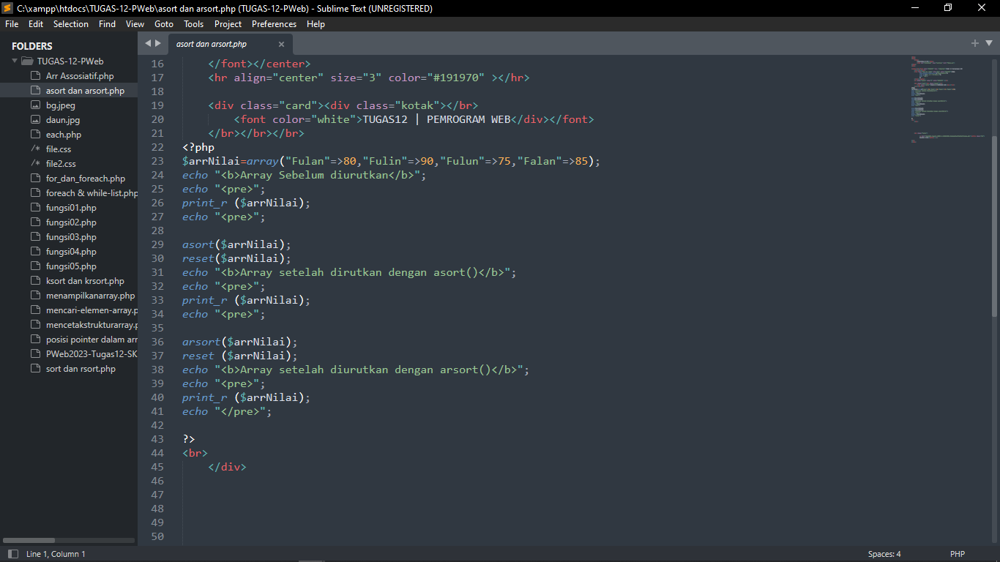 C:\xampp\htdocs\TUGAS-12-PWeb\asort dan arsort.php (TUGAS-12-PWeb) - Sublime Text (UNREGISTERED)
File Edit Selection Find View Goto Tools Project Preferences Help
FOLDERS
TUGAS-12-PWeb
Arr Assosiatif.php
asort dan arsort.php
bg.jpeg
daun.jpg
each.php
/* file.css
/* file2.css
for_dan_foreach.php
foreach & while-list.php
fungsi01.php
fungsi02.php
fungsi03.php
fungsi04.php
fungsi05.php
ksort dan krsort.php
menampilkanarray.php
mencari-elemen-array.p
mencetakstrukturarray.p
posisi pointer dalam arr
PWeb2023-Tugas12-SK
sort dan rsort.php
asort dan arsort.php ×
16 </font></center>
17 <hr align="center" size="3" color="#191970" ></hr>
18
19 <div class="card"><div class="kotak"></br>
20 <font color="white">TUGAS12 | PEMROGRAM WEB</div></font>
21 </br></br></br>
22 <?php
23 $arrNilai=array("Fulan"=>80,"Fulin"=>90,"Fulun"=>75,"Falan"=>85);
24 echo "<b>Array Sebelum diurutkan</b>";
25 echo "<pre>";
26 print_r ($arrNilai);
27 echo "<pre>";
28
29 asort($arrNilai);
30 reset($arrNilai);
31 echo "<b>Array setelah dirutkan dengan asort()</b>";
32 echo "<pre>";
33 print_r ($arrNilai);
34 echo "<pre>";
35
36 arsort($arrNilai);
37 reset ($arrNilai);
38 echo "<b>Array setelah diurutkan dengan arsort()</b>";
39 echo "<pre>";
40 print_r ($arrNilai);
41 echo "</pre>";
42
43 ?>
44 <br>
45 </div>
46
47
48
49
50
Line 1, Column 1
Spaces: 4
PHP